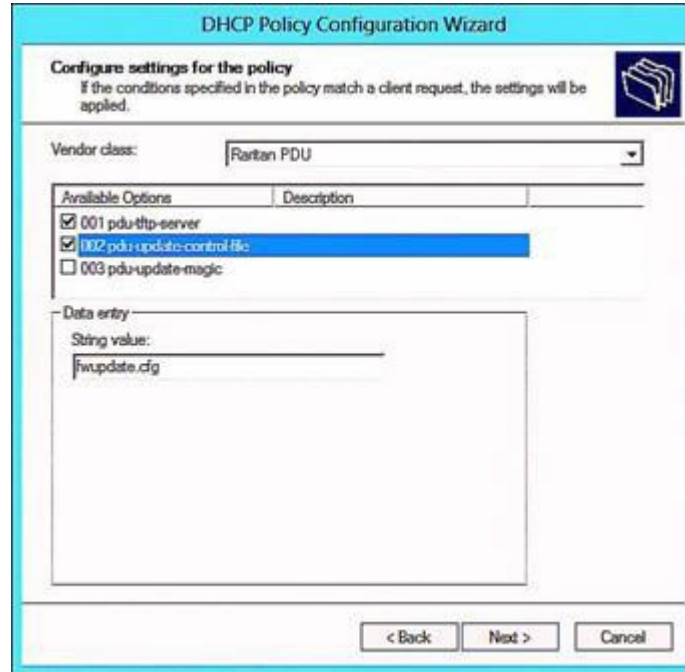 DHCP Policy Configuration Wizard
Configure settings for the policy
If the conditions specified in the policy match a client request, the settings will be
applied.
Vendor class:
Raritan PDU
Available Options
Description
001 pdu-tftp-server
002 pdu-update-control-file
003 pdu-update-magic
Data entry
String value:
fwupdate.cfg
< Back
Next >
Cancel